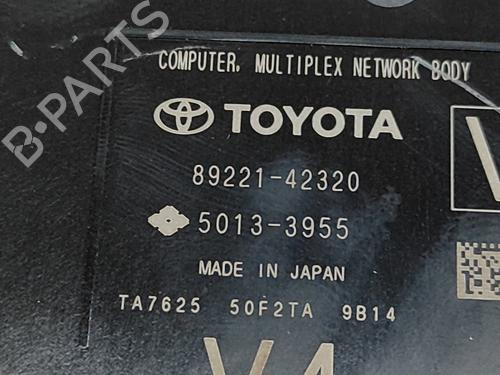 COMPUTER, MULTIPLEX NETWORK BODY
TOYOTA
89221-42320
5013-3955
MADE IN JAPAN
TA7625 50F2TA 9B14
B-PARTS